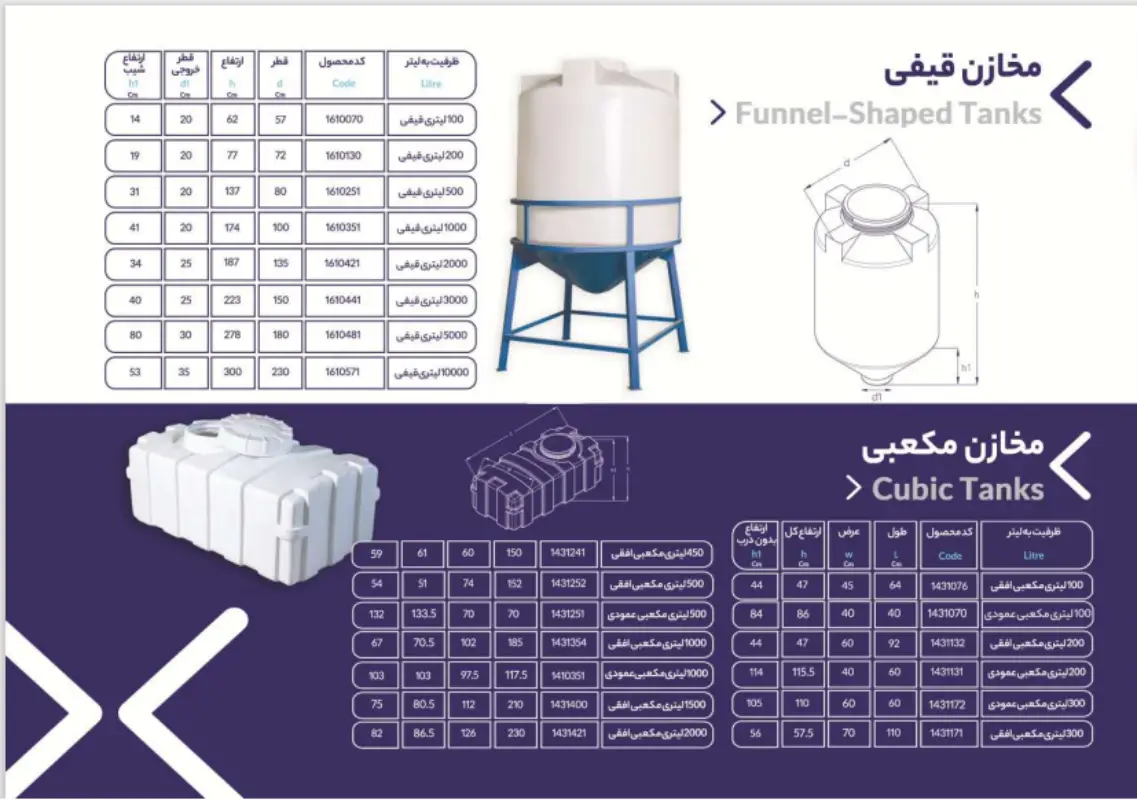 مخازن قیفی
Funnel-Shaped Tanks
ظرفیت به لیتر کد محصول قطر ارتفاع قطر خروجی ارتفاع شیب
Litre Code d h d1 h1
Cm Cm Cm Cm
100 لیتری قیفی 1610070 57 62 20 14
200 لیتری قیفی 1610130 72 77 20 19
500 لیتری قیفی 1610251 80 137 20 31
1000 لیتری قیفی 1610351 100 174 20 41
2000 لیتری قیفی 1610421 135 187 25 34
3000 لیتری قیفی 1610441 150 223 25 40
5000 لیتری قیفی 1610481 180 278 30 80
10000 لیتری قیفی 1610571 230 300 35 53
d
h
h1
d1
مخازن مکعبی
Cubic Tanks
ظرفیت به لیتر کد محصول طول عرض ارتفاع کل ارتفاع بدون درب
Litre Code L w h h1
Cm Cm Cm Cm
100 لیتری مکعبی افقی 1431076 64 45 47 44
100 لیتری مکعبی عمودی 1431070 40 40 86 84
200 لیتری مکعبی افقی 1431132 92 60 47 44
200 لیتری مکعبی عمودی 1431131 60 40 115.5 114
300 لیتری مکعبی عمودی 1431172 60 60 110 105
300 لیتری مکعبی افقی 1431171 110 70 57.5 56
450 لیتری مکعبی افقی 1431241 150 60 61 59
500 لیتری مکعبی افقی 1431252 152 74 51 54
500 لیتری مکعبی عمودی 1431251 70 70 133.5 132
1000 لیتری مکعبی افقی 1431354 185 102 70.5 67
1000 لیتری مکعبی عمودی 1410351 117.5 97.5 103 103
1500 لیتری مکعبی افقی 1431400 210 112 80.5 75
2000 لیتری مکعبی افقی 1431421 230 126 86.5 82